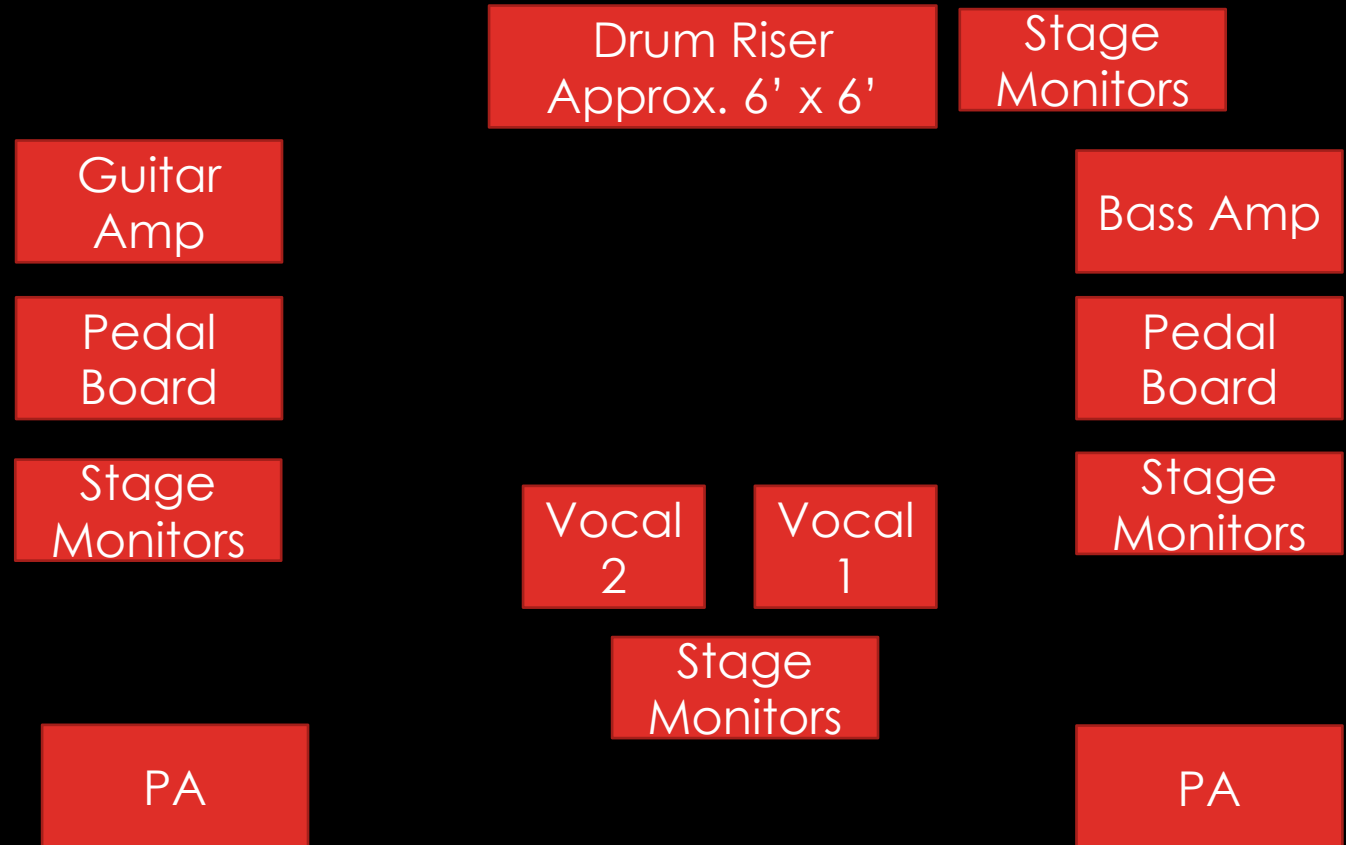 Drum Riser
Approx. 6’ x 6’
Stage
Monitors
Guitar
Amp
Bass Amp
Pedal
Board
Pedal
Board
Stage
Monitors
Vocal
2
Vocal
1
Stage
Monitors
Stage
Monitors
PA
PA